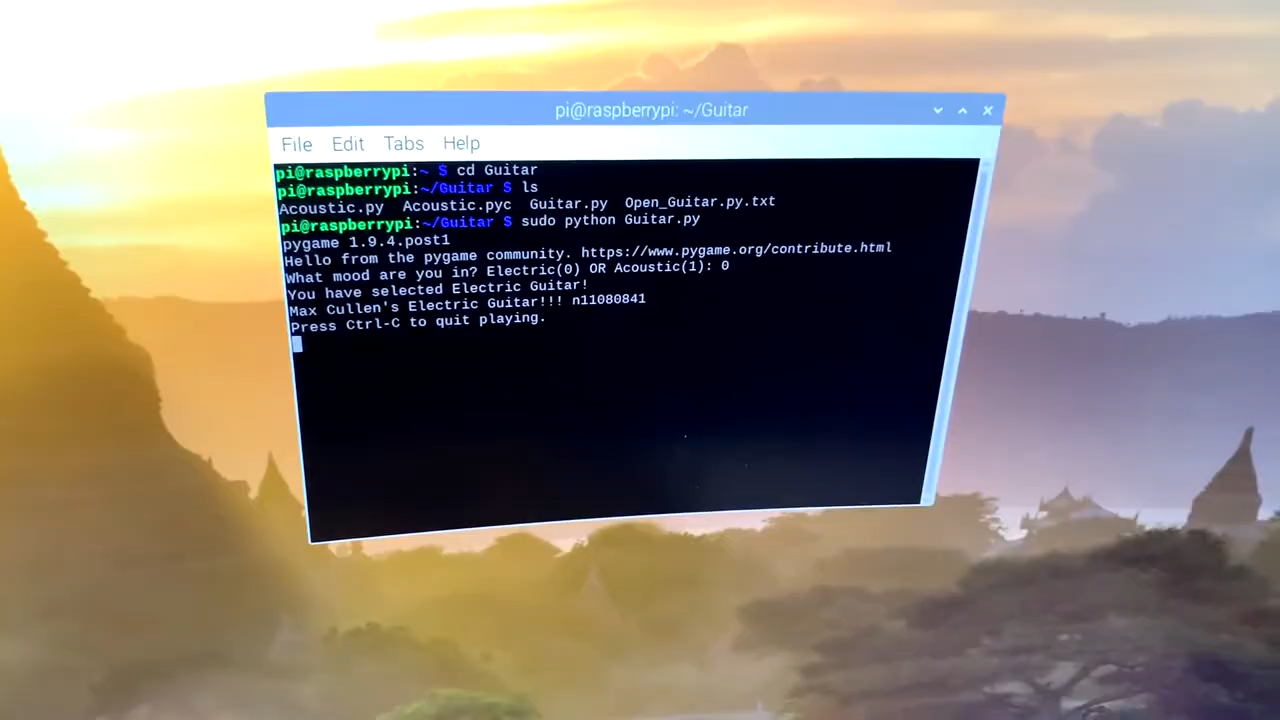 pi@raspberrypi: ~/Guitar
File Edit Tabs Help
pi@raspberrypi:~ $ cd Guitar
pi@raspberrypi:~/Guitar $ ls
Acoustic.py Acoustic.pyc Guitar.py Open_Guitar.py.txt
pi@raspberrypi:~/Guitar $ sudo python Guitar.py
pygame 1.9.4.post1
Hello from the pygame community. https://www.pygame.org/contribute.html
What mood are you in? Electric(0) OR Acoustic(1): 0
You have selected Electric Guitar!
Max Cullen's Electric Guitar!!! n11080841
Press Ctrl-C to quit playing.